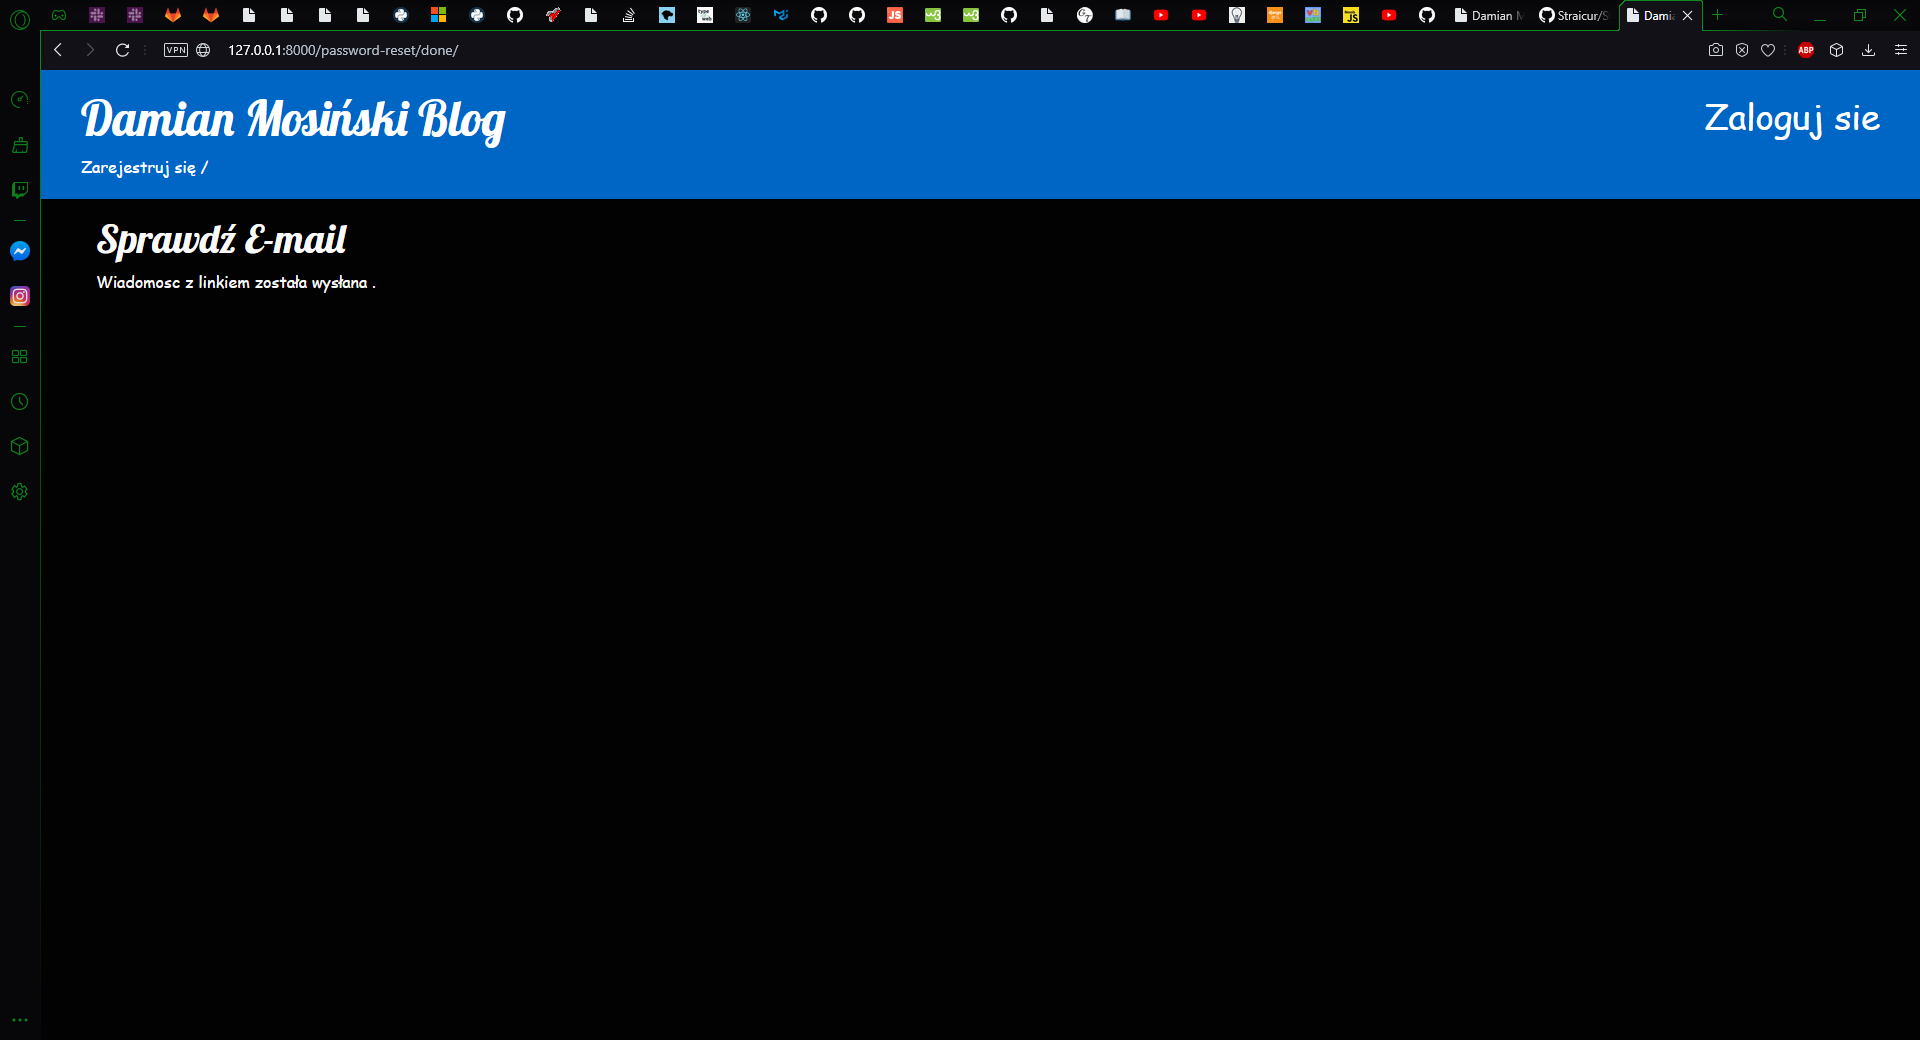 Damian M
Straicur/S
Damia
VPN
127.0.0.1:8000/password-reset/done/
ABP
Damian Mosiński Blog
Zaloguj sie
Zarejestruj się /
Sprawdź E-mail
Wiadomosc z linkiem została wysłana .